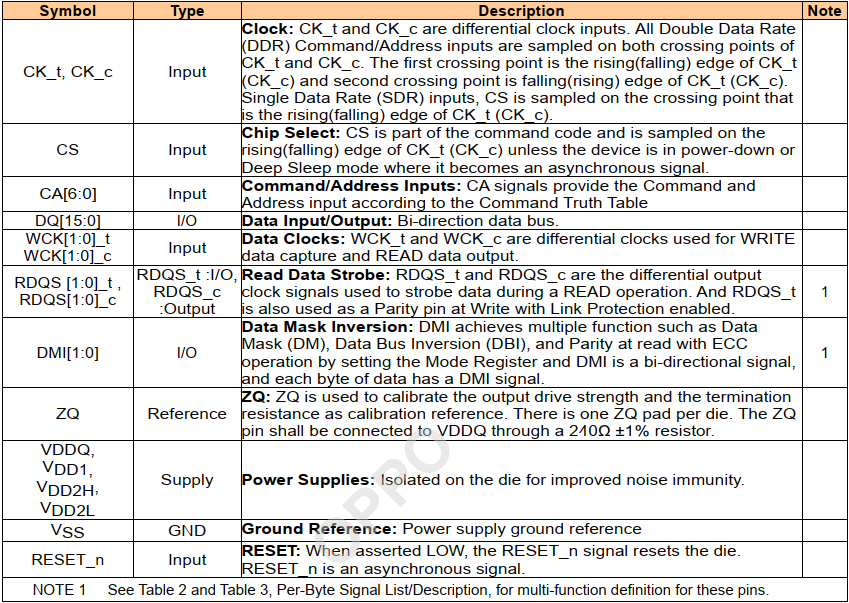 Symbol Type Description Note
CK_t, CK_c Input
Clock: CK_t and CK_c are differential clock inputs. All Double Data Rate
(DDR) Command/Address inputs are sampled on both crossing points of
CK_t and CK_c. The first crossing point is the rising(falling) edge of CK_t
(CK_c) and second crossing point is falling(rising) edge of CK_t (CK_c).
Single Data Rate (SDR) inputs, CS is sampled on the crossing point that
is the rising(falling) edge of CK_t (CK_c).
CS Input
Chip Select: CS is part of the command code and is sampled on the
rising(falling) edge of CK_t (CK_c) unless the device is in power-down or
Deep Sleep mode where it becomes an asynchronous signal.
CA[6:0] Input
Command/Address Inputs: CA signals provide the Command and
Address input according to the Command Truth Table
DQ[15:0] I/O Data Input/Output: Bi-direction data bus.
WCK[1:0]_t
WCK[1:0]_c
Input
Data Clocks: WCK_t and WCK_c are differential clocks used for WRITE
data capture and READ data output.
RDQS [1:0]_t ,
RDQS[1:0]_c
RDQS_t :I/O,
RDQS_c
:Output
Read Data Strobe: RDQS_t and RDQS_c are the differential output
clock signals used to strobe data during a READ operation. And RDQS_t
is also used as a Parity pin at Write with Link Protection enabled.
1
DMI[1:0] I/O
Data Mask Inversion: DMI achieves multiple function such as Data
Mask (DM), Data Bus Inversion (DBI), and Parity at read with ECC
operation by setting the Mode Register and DMI is a bi-directional signal,
and each byte of data has a DMI signal.
1
ZQ Reference
ZQ: ZQ is used to calibrate the output drive strength and the termination
resistance as calibration reference. There is one ZQ pad per die. The ZQ
pin shall be connected to VDDQ through a 240Ω ±1% resistor.
VDDQ,
VDD1,
VDD2H,
VDD2L
Supply
Power Supplies: Isolated on the die for improved noise immunity.
VSS GND Ground Reference: Power supply ground reference
RESET_n Input
RESET: When asserted LOW, the RESET_n signal resets the die.
RESET_n is an asynchronous signal.
NOTE 1 See Table 2 and Table 3, Per-Byte Signal List/Description, for multi-function definition for these pins.
OPPO